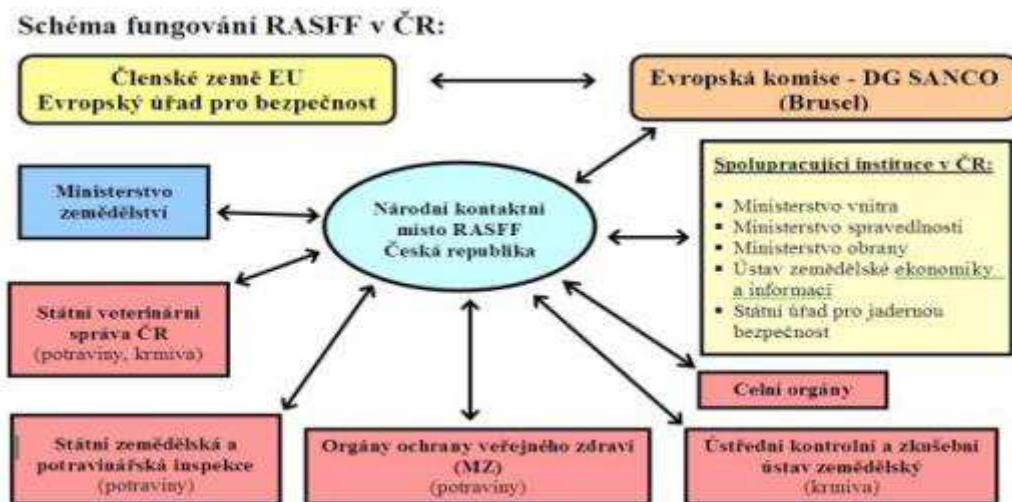 Schéma fungování RASFF v ČR:
Členské země EU
Evropský úřad pro bezpečnost
Evropská komise - DG SANCO
(Brusel)
Ministerstvo
zemědělství
Národní kontaktní
místo RASFF
Česká republika
Spolupracující instituce v ČR:
▪ Ministerstvo vnitra
▪ Ministerstvo spravedlnosti
▪ Ministerstvo obrany
▪ Ústav zemědělské ekonomiky
a informací
▪ Státní úřad pro jadernou
bezpečnost
Státní veterinární
správa ČR
(potraviny, krmiva)
Celní orgány
Státní zemědělská a
potravinářská inspekce
(potraviny)
Orgány ochrany veřejného zdraví
(MZ)
(potraviny)
Ústřední kontrolní a zkušební
ústav zemědělský
(krmiva)